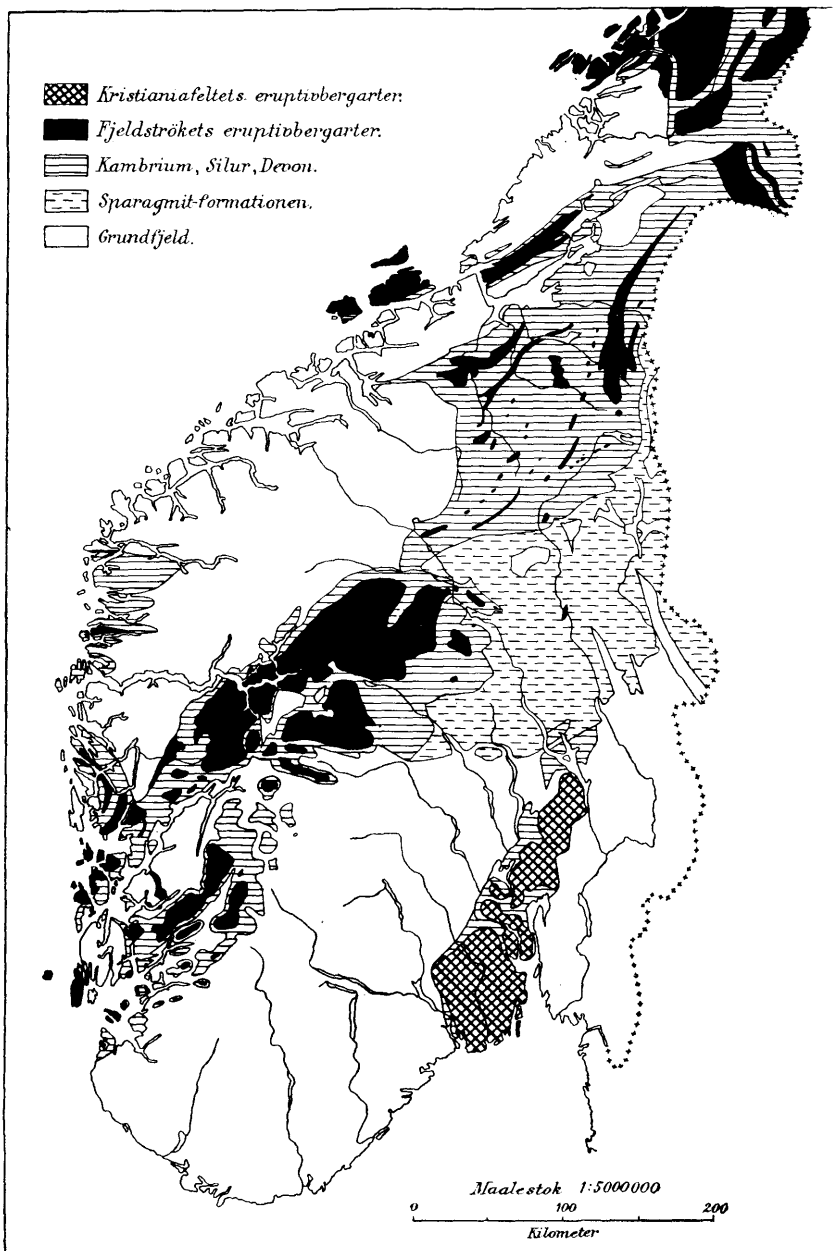 Kristianiafeltets eruptivbergarter.
Fjeldströkets eruptivbergarter.
Kambrium, Silur, Devon.
Sparagmit-formationen.
Grundfjeld.
Maalestok 1:5000000
0 100 200
Kilometer